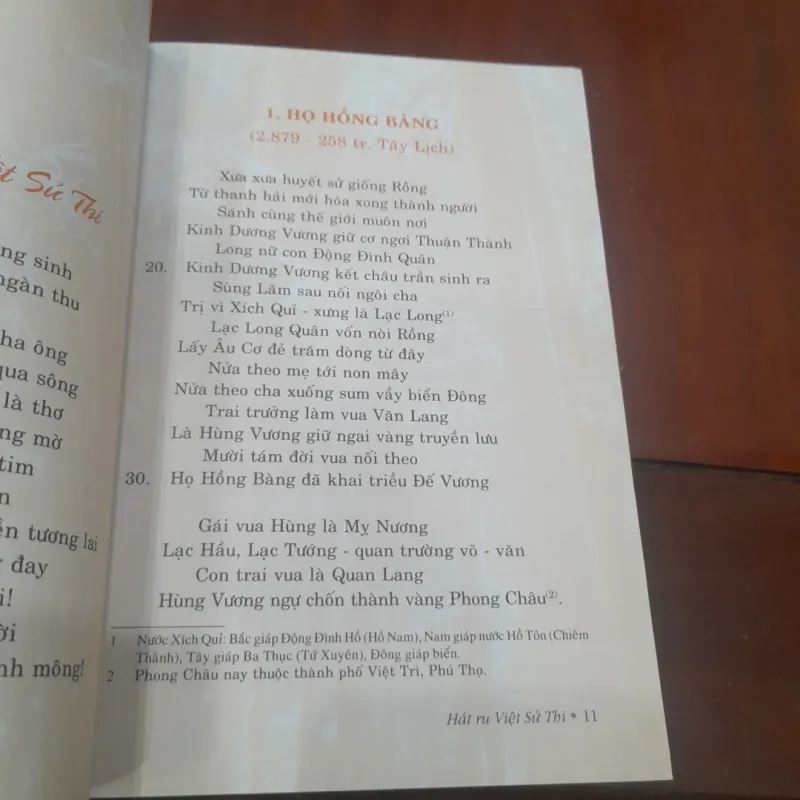 ất Sử Thi
ng sinh
ngàn thu
ha ông
qua sông
là thơ
ng mờ
tim
n
ền tương lai
g đay
i!
ời
nh mông!
1. HỌ HỒNG BÀNG
(2.879 - 258 tr. Tây Lịch)
Xưa xưa huyết sử giống Rồng
Từ thanh hải mới hóa xong thành người
Sánh cùng thế giới muôn nơi
Kinh Dương Vương giữ cơ ngơi Thuận Thành
Long nữ con Động Đình Quân
20. Kinh Dương Vương kết châu trần sinh ra
Sùng Lãm sau nối ngôi cha
Trị vì Xích Quỉ - xưng là Lạc Long(1)
Lạc Long Quân vốn nòi Rồng
Lấy Âu Cơ đẻ trăm dòng từ đây
Nửa theo mẹ tới non mây
Nửa theo cha xuống sum vầy biển Đông
Trai trưởng làm vua Văn Lang
Là Hùng Vương giữ ngai vàng truyền lưu
Mười tám đời vua nối theo
30. Họ Hồng Bàng đã khai triều Đế Vương
Gái vua Hùng là Mỵ Nương
Lạc Hầu, Lạc Tướng - quan trường võ - văn
Con trai vua là Quan Lang
Hùng Vương ngự chốn thành vàng Phong Châu(2).
1 Nước Xích Quỉ: Bắc giáp Động Đình Hồ (Hồ Nam), Nam giáp nước Hồ Tôn (Chiêm
Thành), Tây giáp Ba Thục (Tứ Xuyên), Đông giáp biển.
2 Phong Châu nay thuộc thành phố Việt Trì, Phú Thọ.
Hát ru Việt Sử Thi • 11